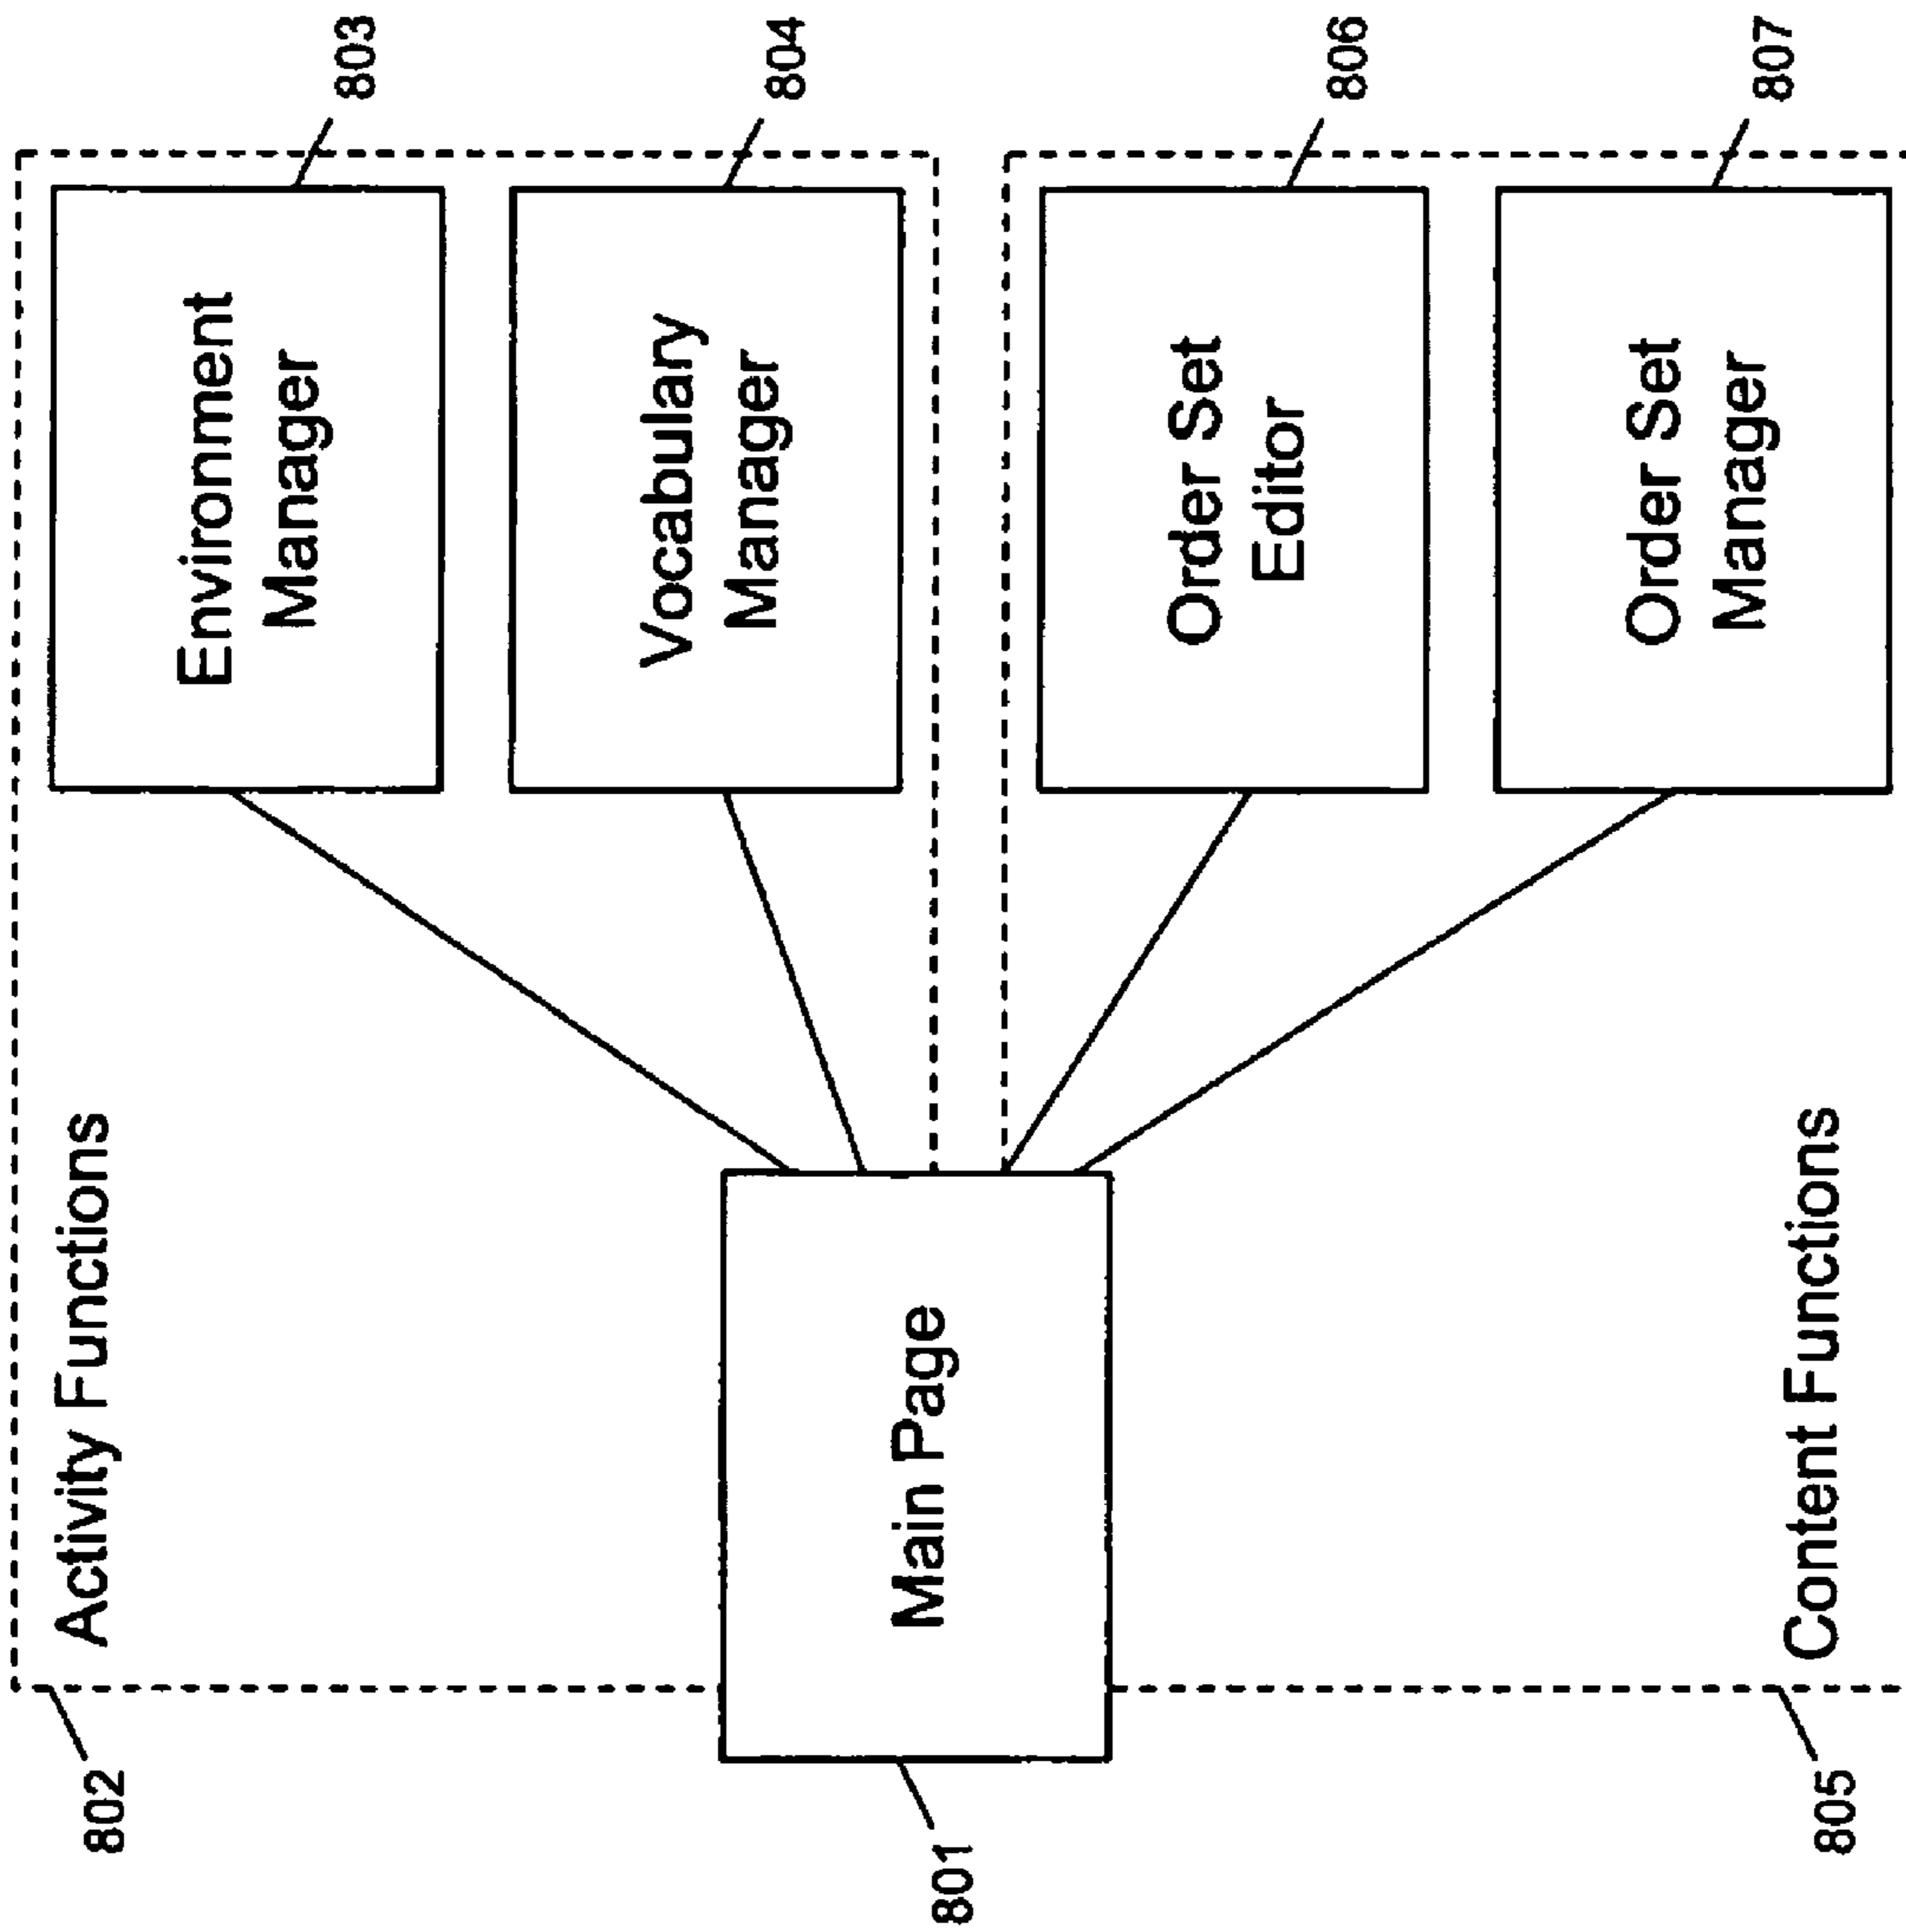 802
Activity Functions
Environment
Manager
803
Vocabulary
Manager
804
801
Main Page
Order Set
Editor
806
Order Set
Manager
807
805
Content Functions